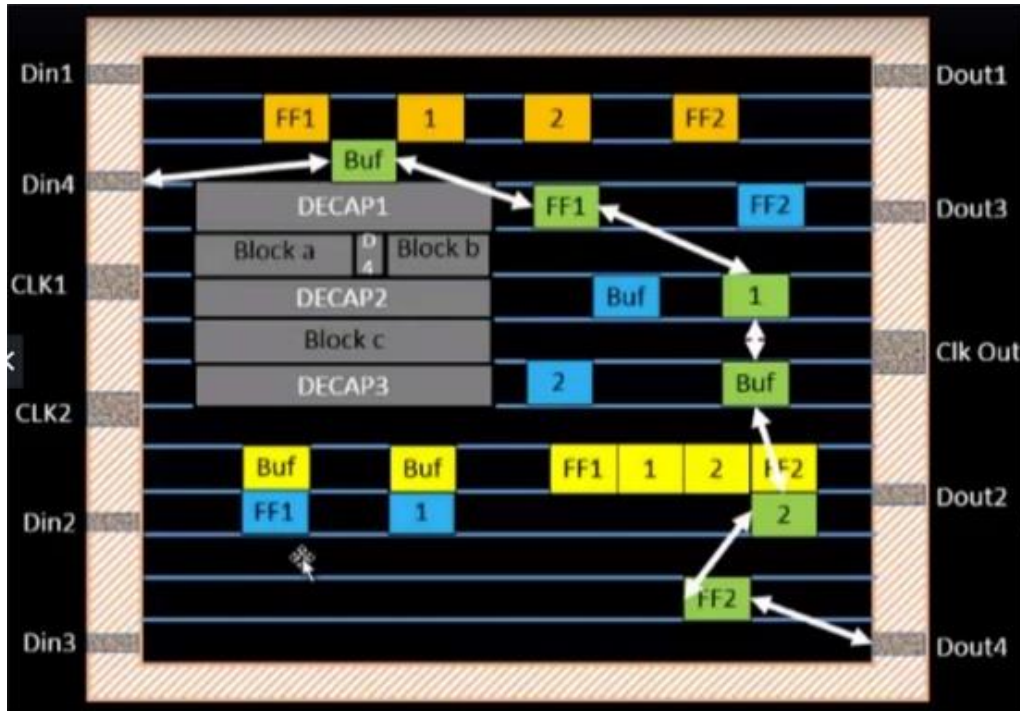 Din1
Dout1
FF1 1 2 FF2
Buf
Din4
DECAP1
FF1
FF2
Dout3
Block a
D4
Block b
CLK1
DECAP2
Buf
1
Block c
Clk Out
DECAP3
2
Buf
CLK2
Buf
Buf
FF1 1 2 FF2
Din2
FF1
1
2
Dout2
FF2
Din3
Dout4